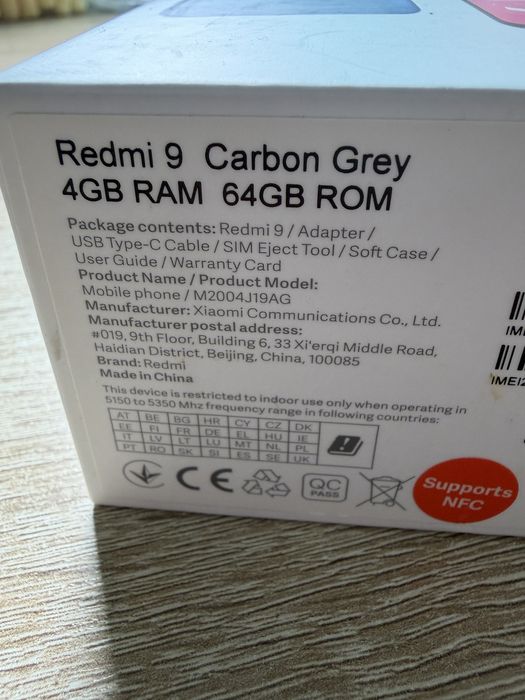 Redmi 9 Carbon Grey
4GB RAM 64GB ROM
Package contents: Redmi 9 / Adapter /
USB Type-C Cable / SIM Eject Tool / Soft Case /
User Guide / Warranty Card
Product Name / Product Model:
Mobile phone / M2004J19AG
Manufacturer: Xiaomi Communications Co., Ltd.
Manufacturer postal address:
#019, 9th Floor, Building 6, 33 Xi'erqi Middle Road,
Haidian District, Beijing, China, 100085
Brand: Redmi
Made in China
This device is restricted to indoor use only when operating in
5150 to 5350 Mhz frequency range in following countries:
AT BE BG HR CY CZ DK
EE FI FR DE EL HU IE
IT LV LT LU MT NL PL
PT RO SK SI ES SE UK
CE
QC
PASS
Supports
NFC
IMEI2